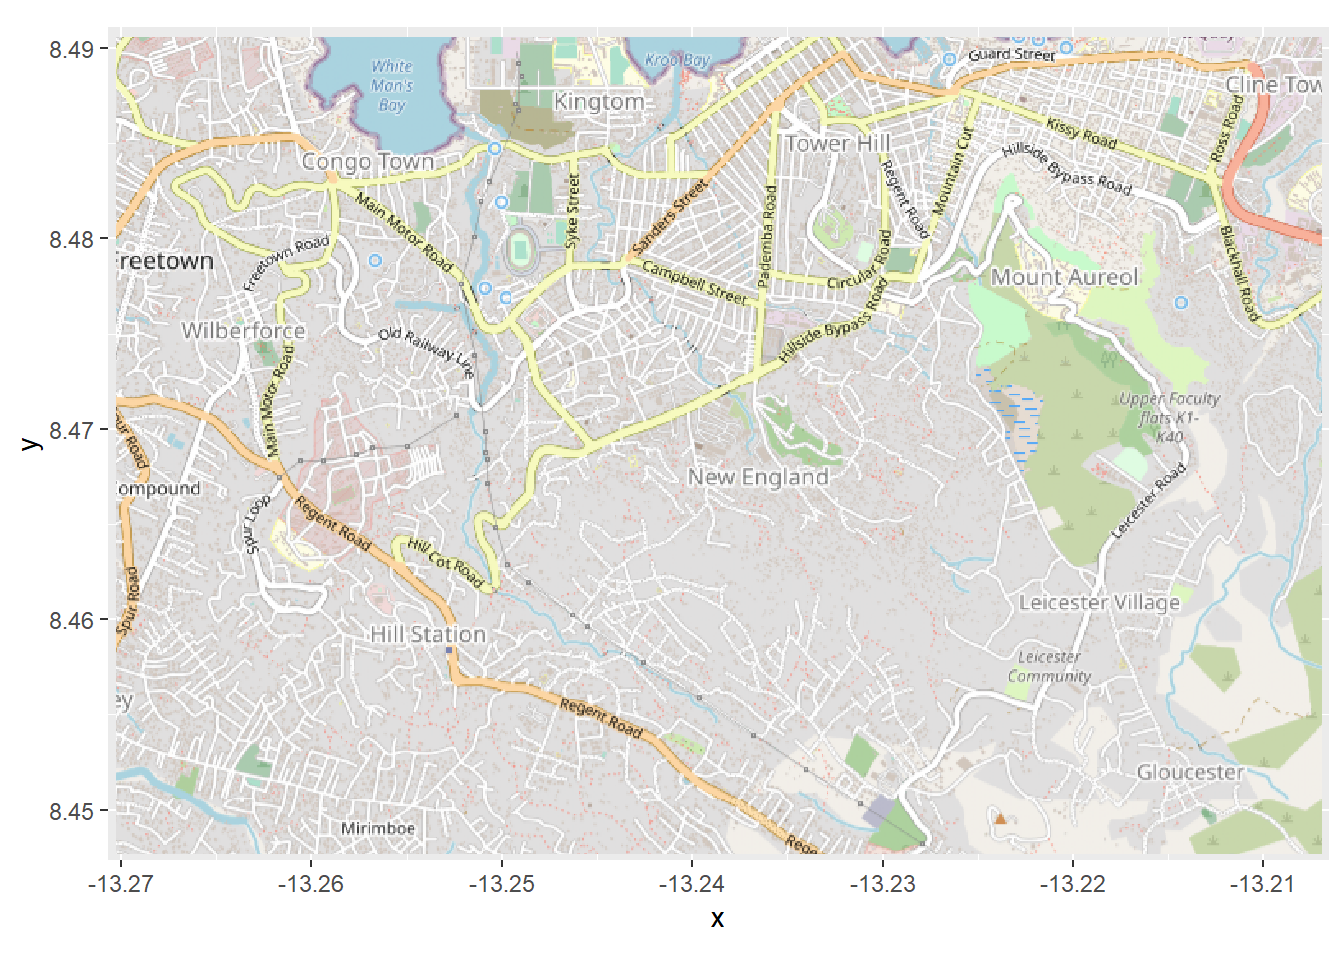 8.49
8.48
8.47
8.46
8.45
y
-13.27
-13.26
-13.25
-13.24
-13.23
-13.22
-13.21
x
White
Man's
Bay
Kroo Bay
Guard Street
Cline Tow
Kingtom
Congo Town
Tower Hill
Kissy Road
Ross Road
Hillside Bypass Road
Mountain Cut
Regent Road
Main Motor Road
Syke Street
Sanders Street
Pademba Road
Freetown Road
reetown
Campbell Street
Circular Road
Mount Aureol
Blackhall Road
Wilberforce
Old Railway Line
Hillside Bypass Road
Main Motor Road
Upper Faculty
flats K1-
K40
ur Road
New England
ompound
Spur Loop
Regent Road
Leicester Road
Hill Cot Road
Spur Road
Hill Station
Leicester Village
Leicester
Community
ey
Regent Road
Gloucester
Mirimboe
Rege